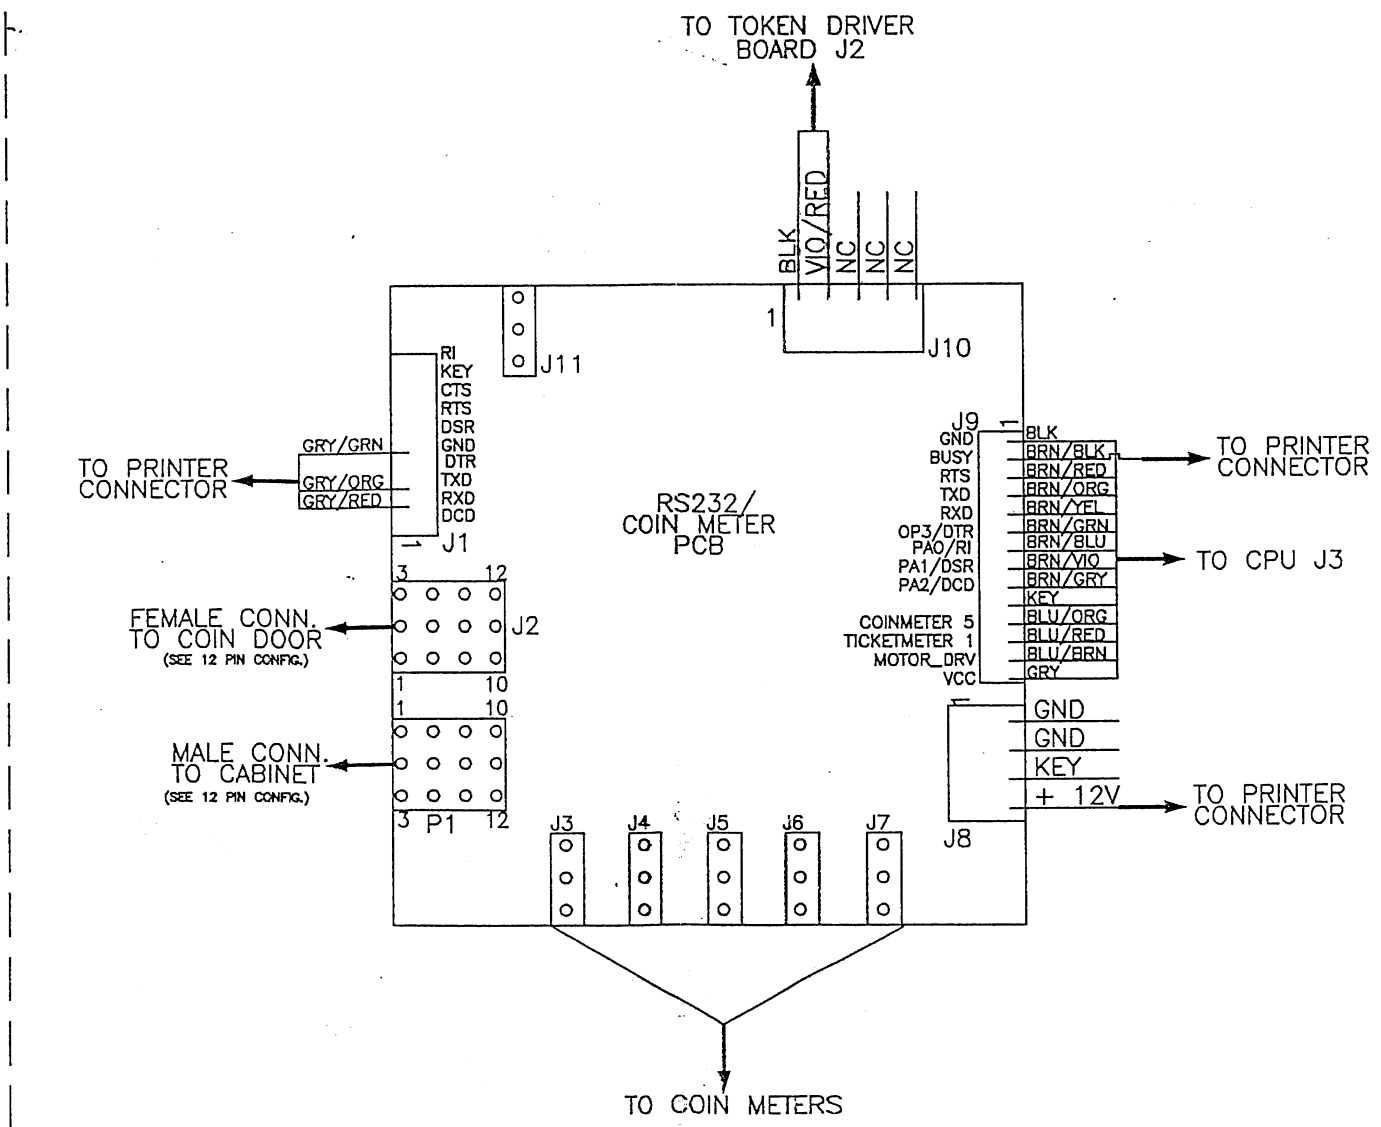 TO TOKEN DRIVER
BOARD J2
BLK
VIO/RED
NC
NC
NC
1
J10
J11
RI
KEY
CTS
RTS
DSR
GND
DTR
TXD
RXD
DCD
1
J1
GRY/GRN
GRY/ORG
GRY/RED
TO PRINTER
CONNECTOR
RS232/
COIN METER
PCB
J9
1
GND
BUSY
RTS
TXD
RXD
OP3/DTR
PA0/RI
PA1/DSR
PA2/DCD
COINMETER 5
TICKETMETER 1
MOTOR_DRV
VCC
BLK
BRN/BLK
BRN/RED
BRN/ORG
BRN/YEL
BRN/GRN
BRN/BLU
BRN/VIO
BRN/GRY
KEY
BLU/ORG
BLU/RED
BLU/BRN
GRY
TO PRINTER
CONNECTOR
TO CPU J3
3
12
J2
1
10
FEMALE CONN.
TO COIN DOOR
(SEE 12 PIN CONFIG.)
1
10
MALE CONN.
TO CABINET
(SEE 12 PIN CONFIG.)
3
P1
12
1
GND
GND
KEY
+ 12V
J8
TO PRINTER
CONNECTOR
J3
J4
J5
J6
J7
TO COIN METERS